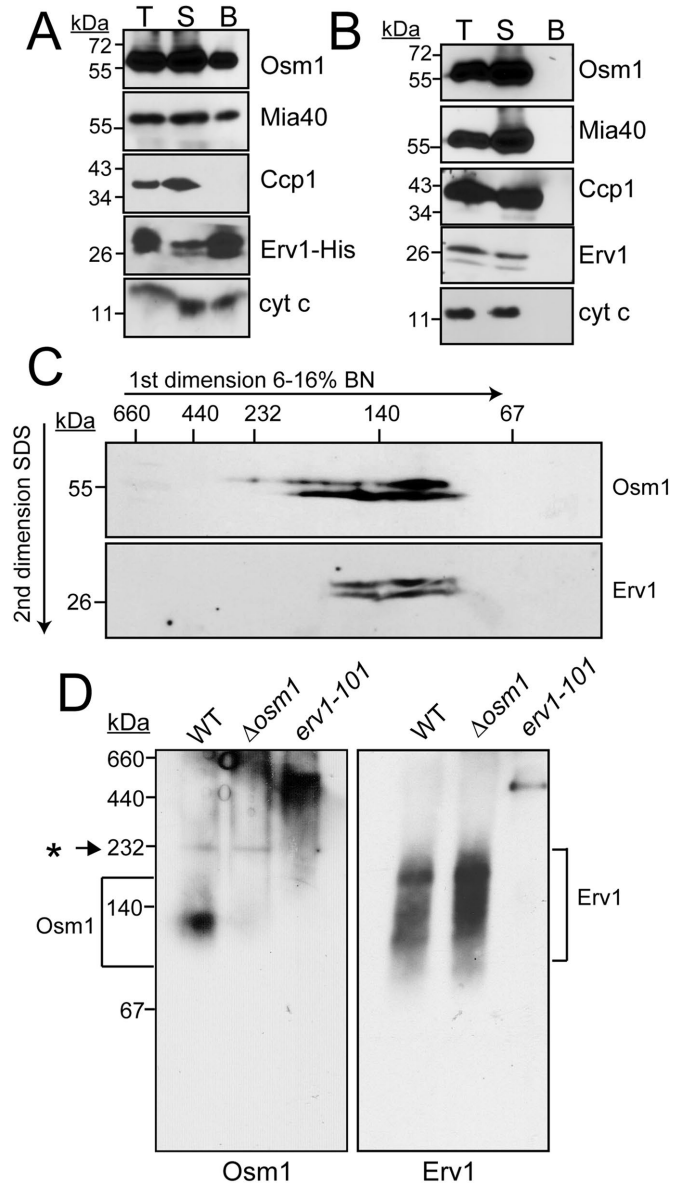 A
kDa T S B
72
55
Osm1
55
Mia40
43
34
Ccp1
26
Erv1-His
11
cyt c
B
kDa T S B
72
55
Osm1
55
Mia40
43
34
Ccp1
26
Erv1
11
cyt c
C
1st dimension 6-16% BN
kDa 660 440 232 140 67
2nd dimension SDS
55
Osm1
26
Erv1
D
kDa WT Δosm1 erv1-101 WT Δosm1 erv1-101
660
440
* 232
140
Osm1
67
Erv1
Osm1 Erv1